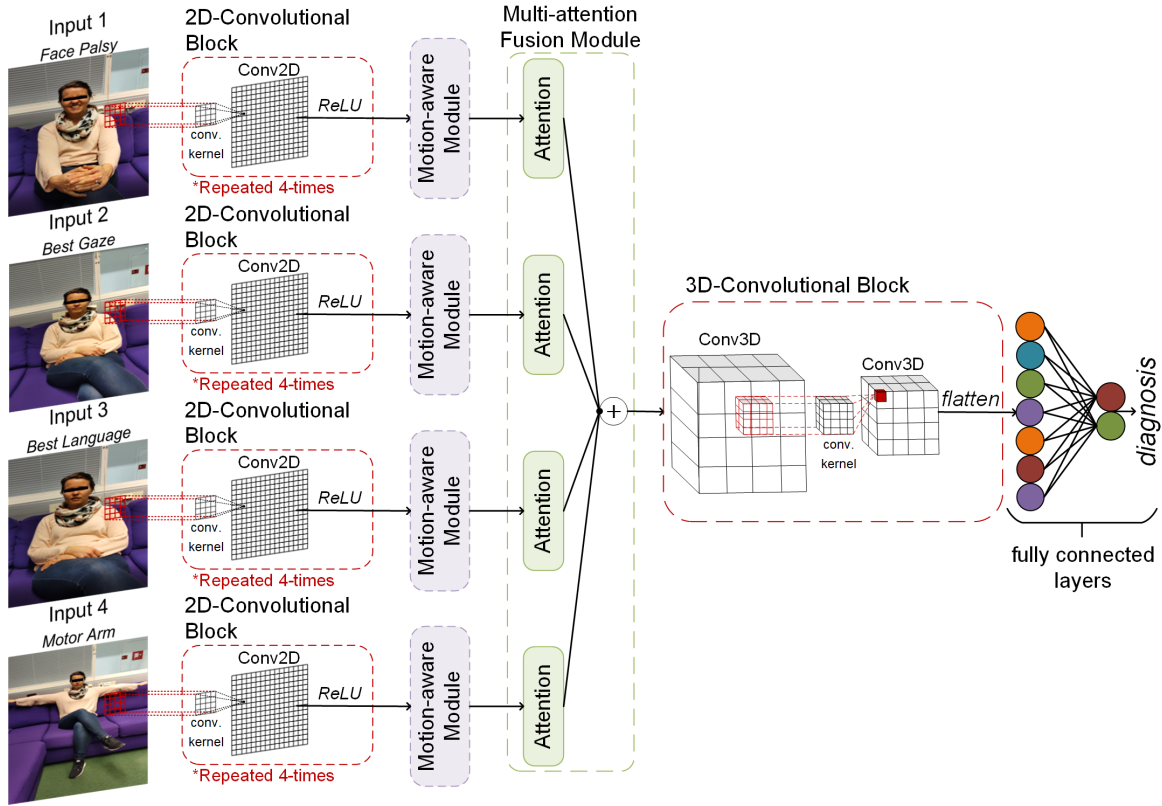 Input 1
Face Palsy
2D-Convolutional
Block
Conv2D
ReLU
conv.
kernel
*Repeated 4-times
Motion-aware
Module
Multi-attention
Fusion Module
Attention
Input 2
Best Gaze
2D-Convolutional
Block
Conv2D
ReLU
conv.
kernel
*Repeated 4-times
Motion-aware
Module
Attention
Input 3
Best Language
2D-Convolutional
Block
Conv2D
ReLU
conv.
kernel
*Repeated 4-times
Motion-aware
Module
Attention
Input 4
Motor Arm
2D-Convolutional
Block
Conv2D
ReLU
conv.
kernel
*Repeated 4-times
Motion-aware
Module
Attention
+
3D-Convolutional Block
Conv3D
Conv3D
conv.
kernel
flatten
diagnosis
fully connected
layers